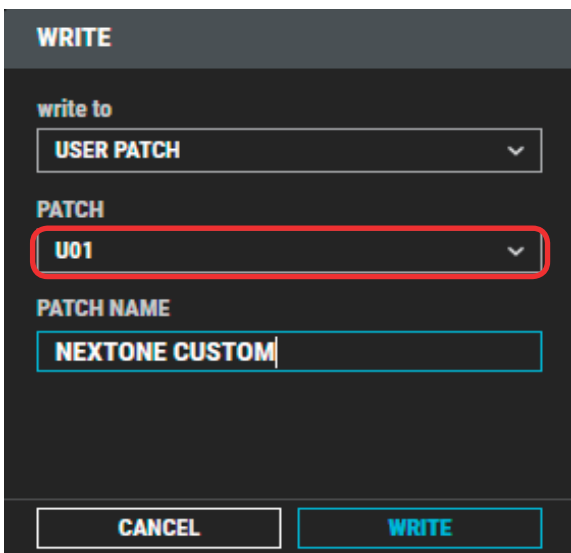 WRITE
write to
USER PATCH
PATCH
U01
PATCH NAME
NEXTONE CUSTOM
CANCEL
WRITE